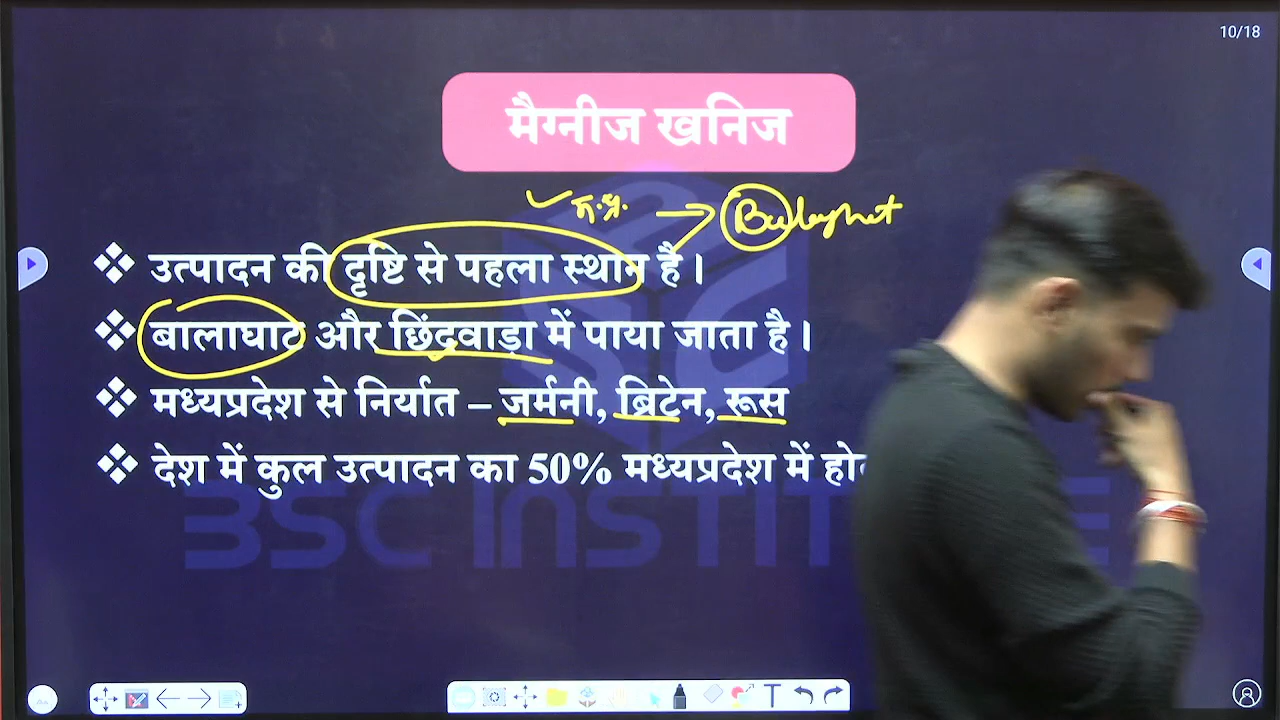 10/18
मैग्नीज खनिज
म.प्र. → Balaghat
❖ उत्पादन की दृष्टि से पहला स्थान है।
❖ बालाघाट और छिंदवाड़ा में पाया जाता है।
❖ मध्यप्रदेश से निर्यात – जर्मनी, ब्रिटेन, रूस
❖ देश में कुल उत्पादन का 50% मध्यप्रदेश में
BSC